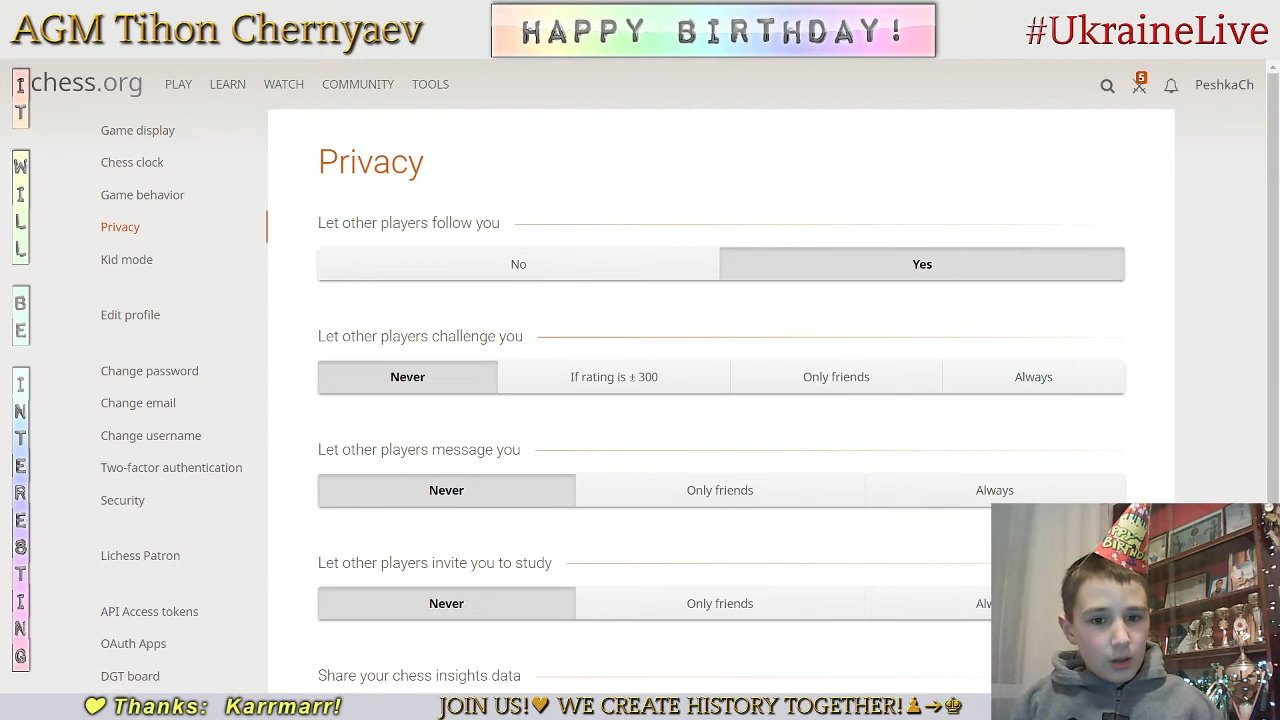 AGM Tihon Chernyaev
HAPPY BIRTHDAY!
#UkraineLive
IT
WILL
BE
INTERESTING
lichess.org
PLAY LEARN WATCH COMMUNITY TOOLS
5
PeshkaCh
Game display
Chess clock
Game behavior
Privacy
Kid mode
Edit profile
Change password
Change email
Change username
Two-factor authentication
Security
Lichess Patron
API Access tokens
OAuth Apps
DGT board
Privacy
Let other players follow you
No Yes
Let other players challenge you
Never If rating is ± 300 Only friends Always
Let other players message you
Never Only friends Always
Let other players invite you to study
Never Only friends
Share your chess insights data
HAPPY
BIRTHD
Thanks: Karrmarr!
JOIN US! WE CREATE HISTORY TOGETHER!